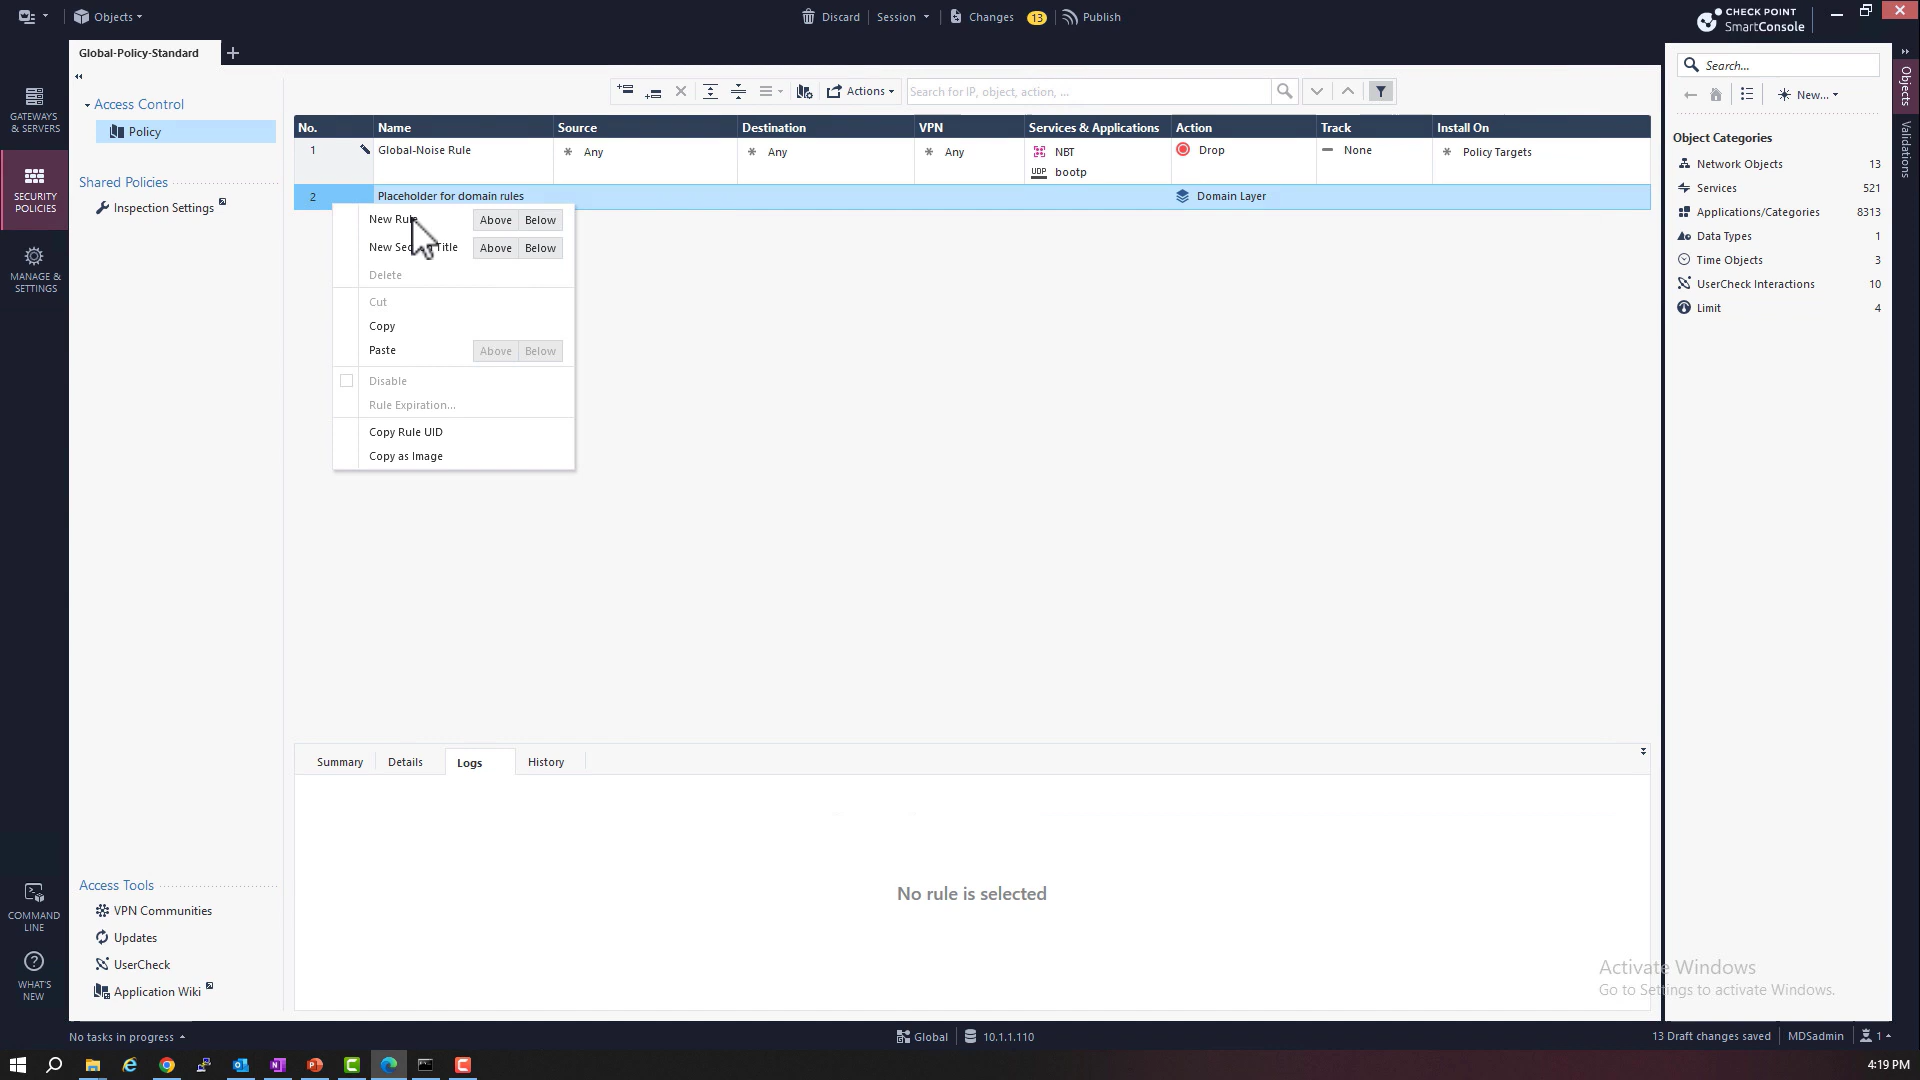 Objects
Discard
Session
Changes
13
Publish
CHECK POINT
SmartConsole
Global-Policy-Standard
GATEWAYS
& SERVERS
SECURITY
POLICIES
MANAGE &
SETTINGS
COMMAND
LINE
WHAT'S
NEW
Access Control
Policy
Shared Policies
Inspection Settings
Access Tools
VPN Communities
Updates
UserCheck
Application Wiki
Actions
Search for IP, object, action, ...
No. Name Source Destination VPN Services & Applications Action Track Install On
1 Global-Noise Rule Any Any Any NBT Drop None Policy Targets
UDP bootp
2 Placeholder for domain rules Domain Layer
New Rule Above Below
New Section Title Above Below
Delete
Cut
Copy
Paste Above Below
Disable
Rule Expiration...
Copy Rule UID
Copy as Image
Summary Details Logs History
No rule is selected
Search...
New...
Object Categories
Network Objects 13
Services 521
Applications/Categories 8313
Data Types 1
Time Objects 3
UserCheck Interactions 10
Limit 4
Objects
Validations
Activate Windows
Go to Settings to activate Windows.
No tasks in progress
Global
10.1.1.110
13 Draft changes saved
MDSadmin
1
4:19 PM